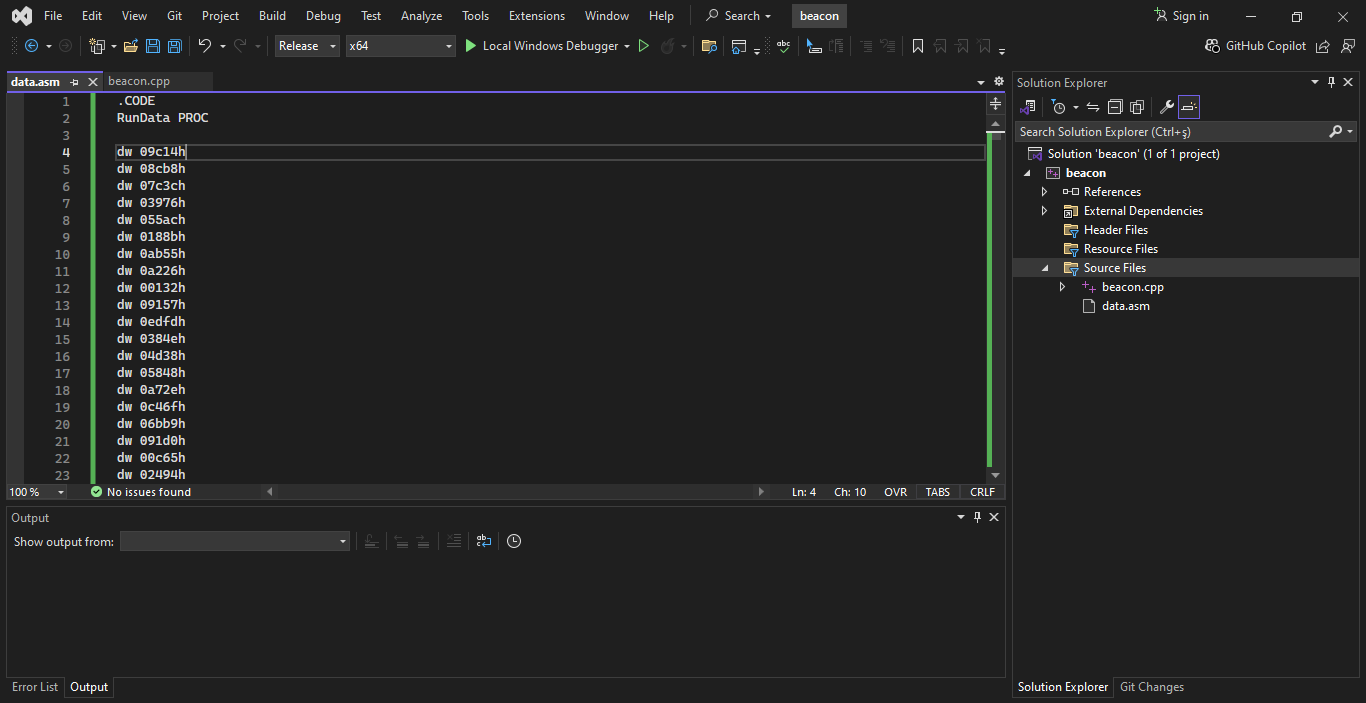 File Edit View Git Project Build Debug Test Analyze Tools Extensions Window Help Search beacon Sign in
Release x64 Local Windows Debugger abc GitHub Copilot
data.asm beacon.cpp
1 .CODE
2 RunData PROC
3
4 dw 09c14h
5 dw 08cb8h
6 dw 07c3ch
7 dw 03976h
8 dw 055ach
9 dw 0188bh
10 dw 0ab55h
11 dw 0a226h
12 dw 00132h
13 dw 09157h
14 dw 0edfdh
15 dw 0384eh
16 dw 04d38h
17 dw 05848h
18 dw 0a72eh
19 dw 0c46fh
20 dw 06bb9h
21 dw 091d0h
22 dw 00c65h
23 dw 02494h
100 % No issues found Ln: 4 Ch: 10 OVR TABS CRLF
Output
Show output from: ab
Error List Output
Solution Explorer
Search Solution Explorer (Ctrl+ş)
Solution 'beacon' (1 of 1 project)
beacon
References
External Dependencies
Header Files
Resource Files
Source Files
beacon.cpp
data.asm
Solution Explorer Git Changes